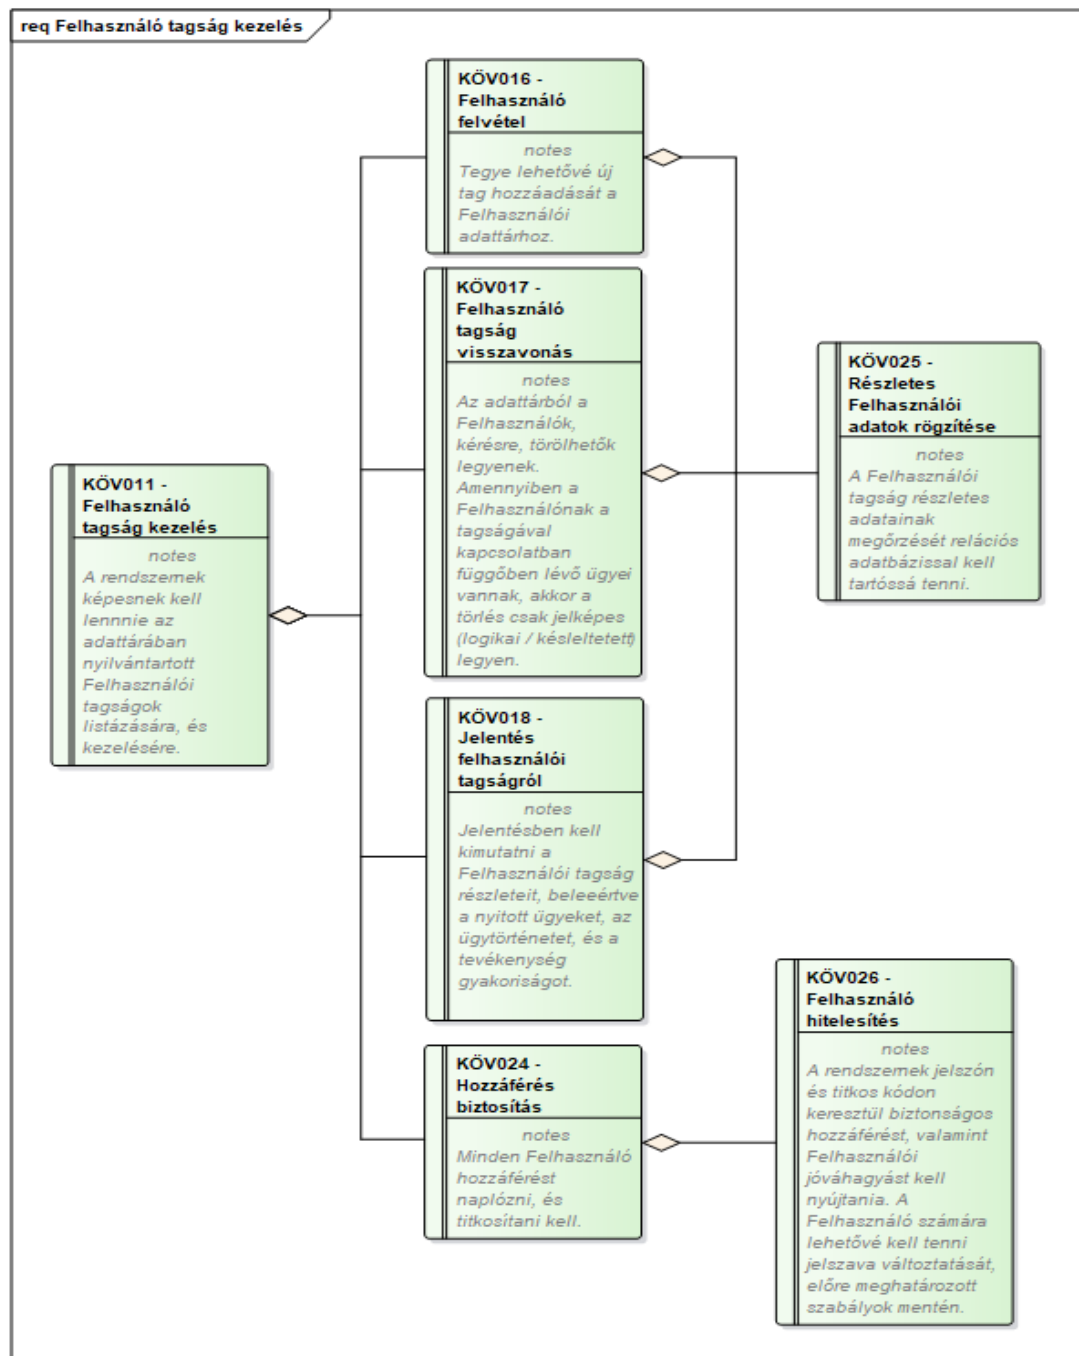 req Felhasználó tagság kezelés
KÖV016 -
Felhasználó
felvétel
notes
Tegye lehetővé új
tag hozzáadását a
Felhasználói
adattárhoz.
KÖV017 -
Felhasználó
tagság
visszavonás
notes
Az adattárból a
Felhasználók,
kérésre, törölhetők
legyenek.
Amennyiben a
Felhasználónak a
tagságával
kapcsolatban
függőben lévő ügyei
vannak, akkor a
törlés csak jelképes
(logikai / késleltetett)
legyen.
KÖV025 -
Részletes
Felhasználói
adatok rögzítése
notes
A Felhasználói
tagság részletes
adatainak
megőrzését relációs
adatbázissal kell
tartóssá tenni.
KÖV011 -
Felhasználó
tagság kezelés
notes
A rendszernek
képesnek kell
lennnie az
adattárában
nyilvántartott
Felhasználói
tagságok
listázására, és
kezelésére.
KÖV018 -
Jelentés
felhasználói
tagságról
notes
Jelentésben kell
kimutatni a
Felhasználói tagság
részleteit, beleeértve
a nyitott ügyeket, az
ügytörténetet, és a
tevékenység
gyakoriságot.
KÖV024 -
Hozzáférés
biztosítás
notes
Minden Felhasználó
hozzáférést
naplózni, és
titkosítani kell.
KÖV026 -
Felhasználó
hitelesítés
notes
A rendszernek jelszón
és titkos kódon
keresztül biztonságos
hozzáférést, valamint
Felhasználói
jóváhagyást kell
nyújtania. A
Felhasználó számára
lehetővé kell tenni
jelszava változtatását,
előre meghatározott
szabályok mentén.